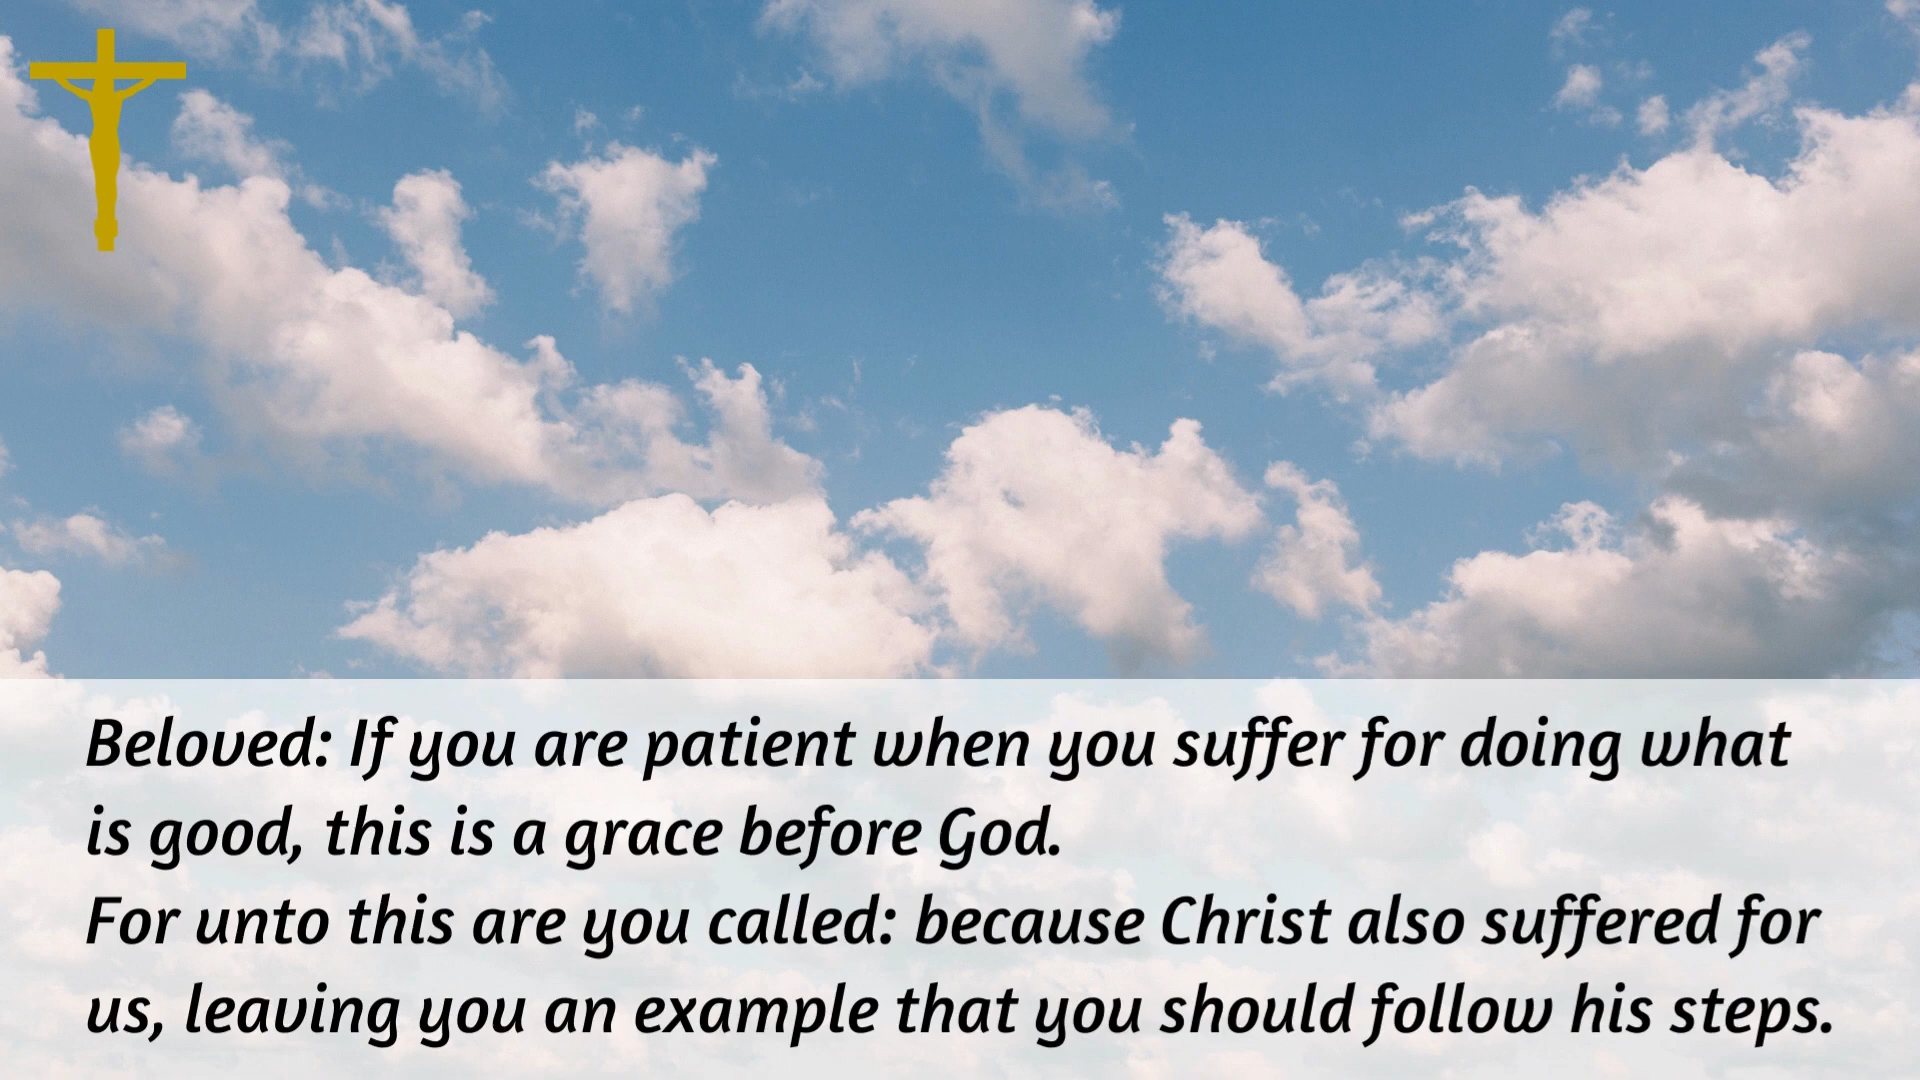 Beloved: If you are patient when you suffer for doing what
is good, this is a grace before God.
For unto this are you called: because Christ also suffered for
us, leaving you an example that you should follow his steps.